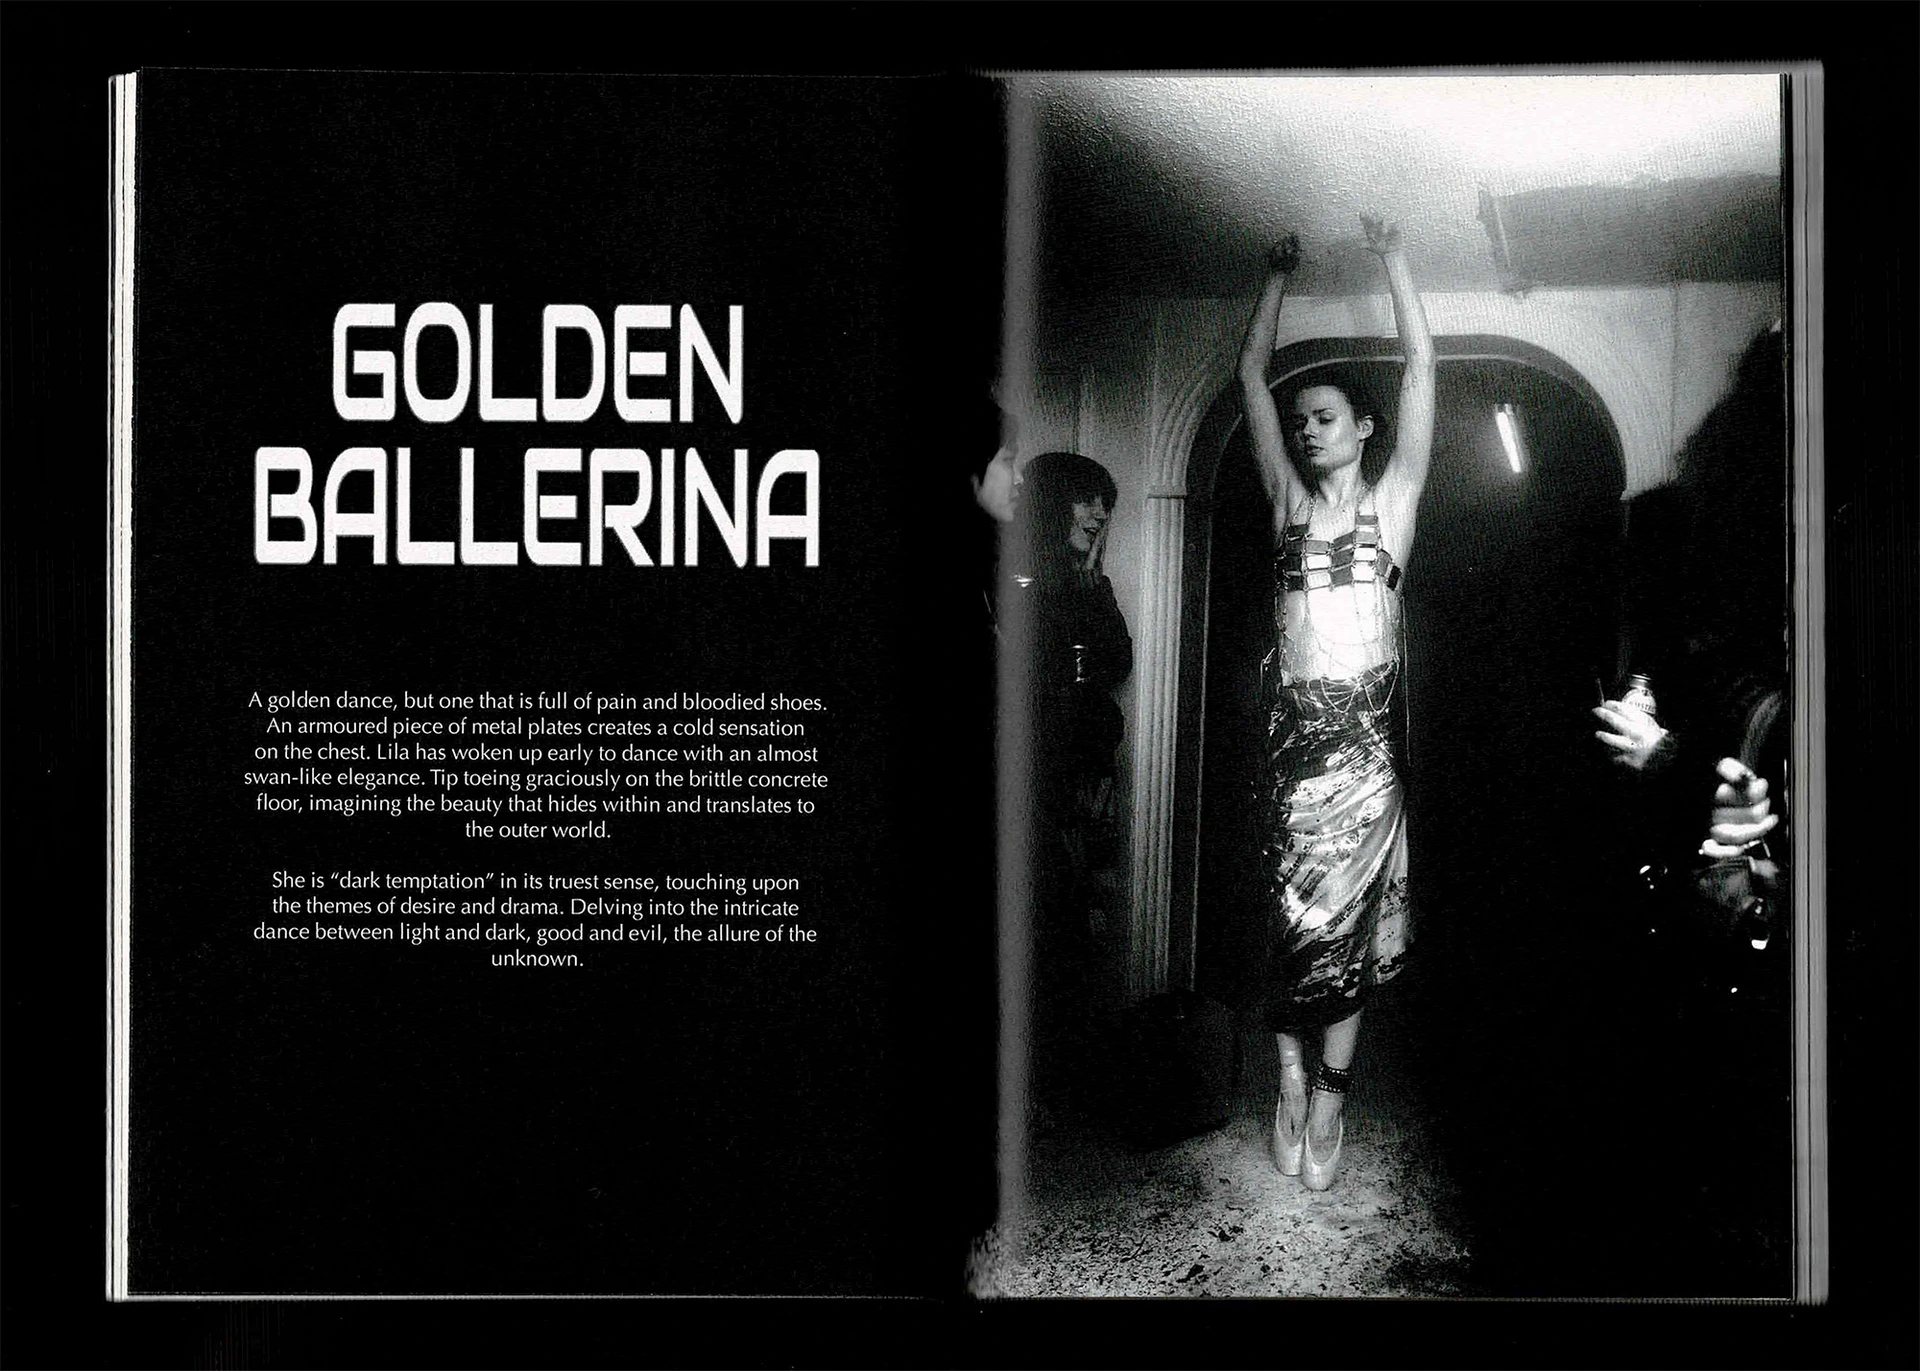 GOLDEN
BALLERINA
A golden dance, but one that is full of pain and bloodied shoes.
An armoured piece of metal plates creates a cold sensation
on the chest. Lila has woken up early to dance with an almost
swan-like elegance. Tip toeing graciously on the brittle concrete
floor, imagining the beauty that hides within and translates to
the outer world.
She is “dark temptation” in its truest sense, touching upon
the themes of desire and drama. Delving into the intricate
dance between light and dark, good and evil, the allure of the
unknown.